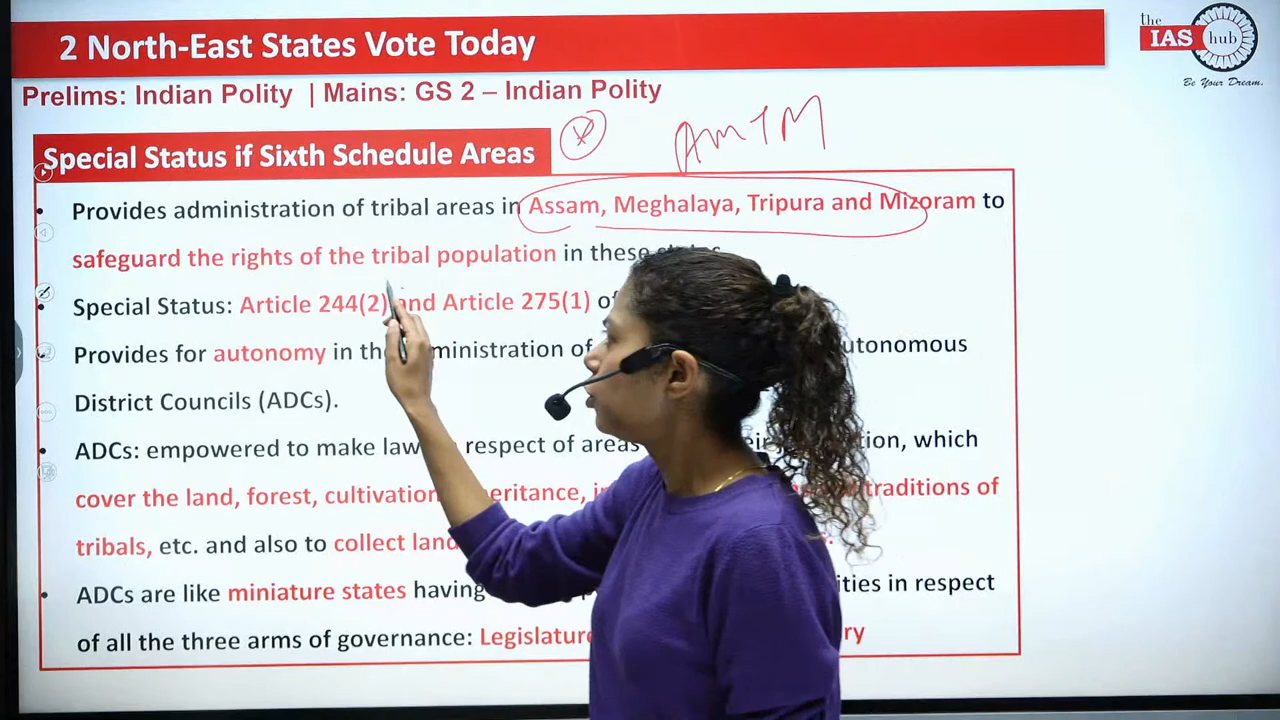 2 North-East States Vote Today
the
IAS hub
Be Your Dream.
Prelims: Indian Polity | Mains: GS 2 – Indian Polity
AMTM
Special Status if Sixth Schedule Areas
• Provides administration of tribal areas in Assam, Meghalaya, Tripura and Mizoram to
safeguard the rights of the tribal population in these states
• Special Status: Article 244(2) and Article 275(1)
• Provides for autonomy in the administration of utonomous
District Councils (ADCs).
• ADCs: empowered to make law respect of areas which
cover the land, forest, cultivation traditions of
tribals, etc. and also to collect land
• ADCs are like miniature states having ities in respect
of all the three arms of governance: Legislature ry